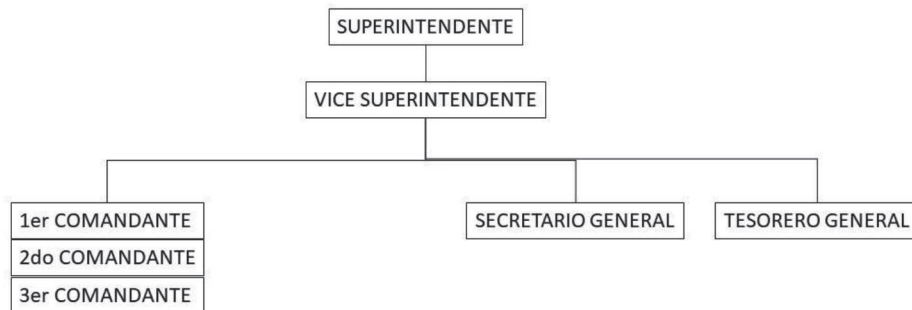 SUPERINTENDENTE
VICE SUPERINTENDENTE
1er COMANDANTE
SECRETARIO GENERAL
TESORERO GENERAL
2do COMANDANTE
3er COMANDANTE